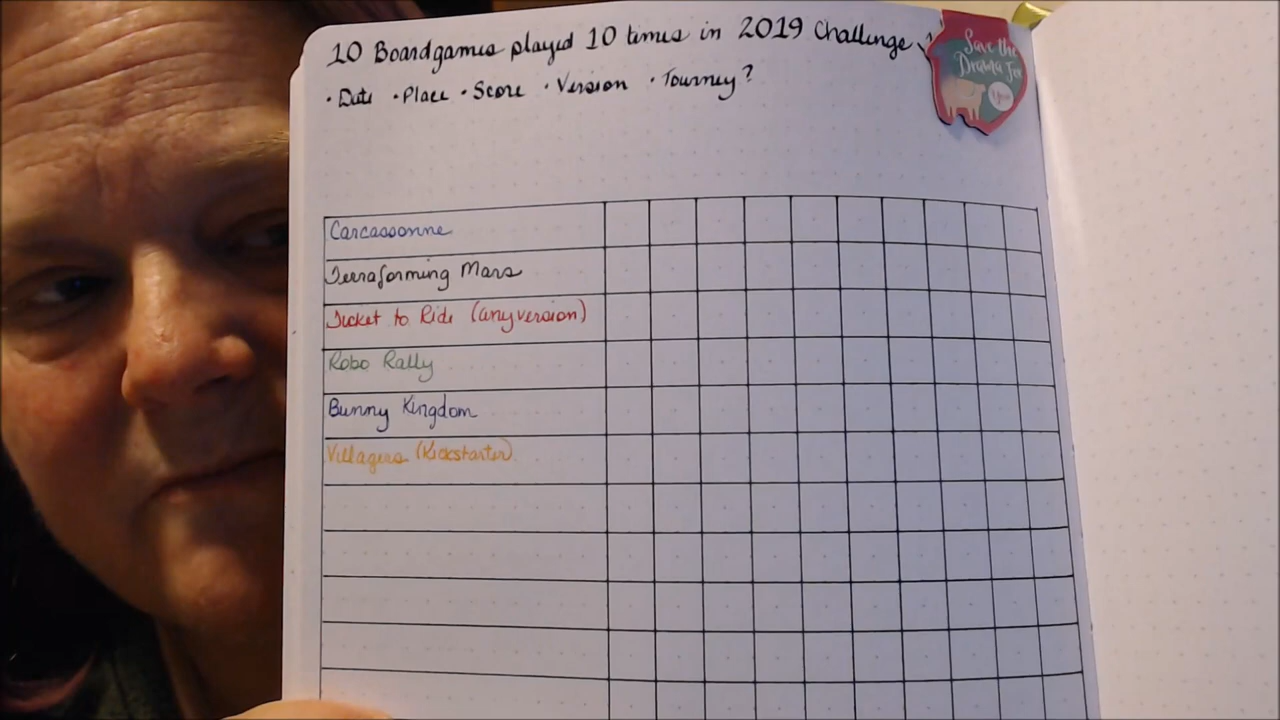 10 Boardgames played 10 times in 2019 Challenge
• Date • Place • Score • Version • Tourney?
Save the
Drama For
Your
Carcassonne
Terraforming Mars
Ticket to Ride (any version)
Robo Rally
Bunny Kingdom
Villagers (Kickstarter)